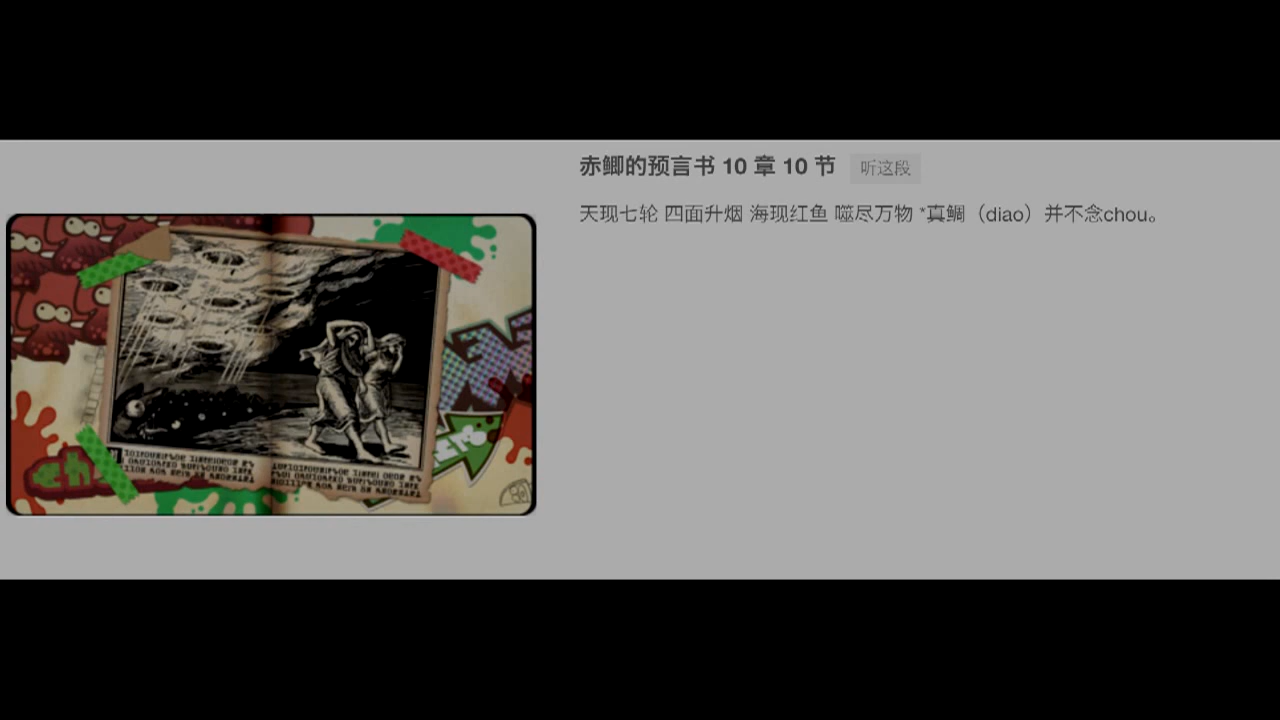 赤鲫的预言书 10 章 10 节 听这段
天现七轮 四面升烟 海现红鱼 噬尽万物 *真鲷（diao）并不念chou。